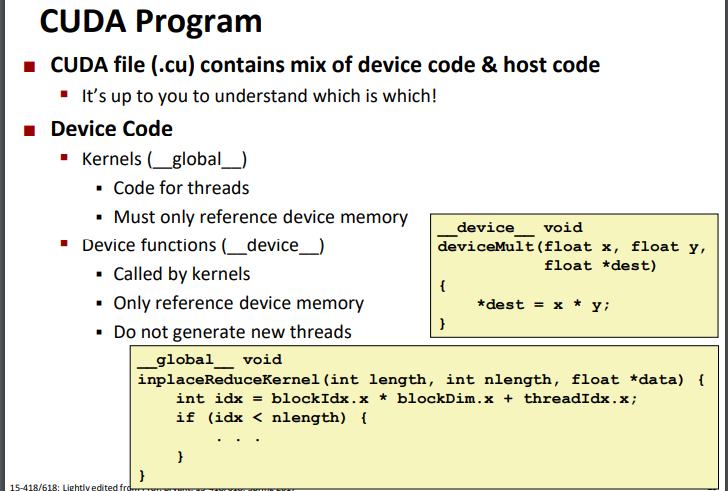 CUDA Program
CUDA file (.cu) contains mix of device code & host code
It's up to you to understand which is which!
Device Code
Kernels (__global__)
Code for threads
Must only reference device memory
Device functions (__device__)
Called by kernels
Only reference device memory
Do not generate new threads
__device__ void
deviceMult(float x, float y,
float *dest)
{
*dest = x * y;
}
__global__ void
inplaceReduceKernel(int length, int nlength, float *data) {
int idx = blockIdx.x * blockDim.x + threadIdx.x;
if (idx < nlength) {
. . .
}
}
15-418/618: Lightly edited